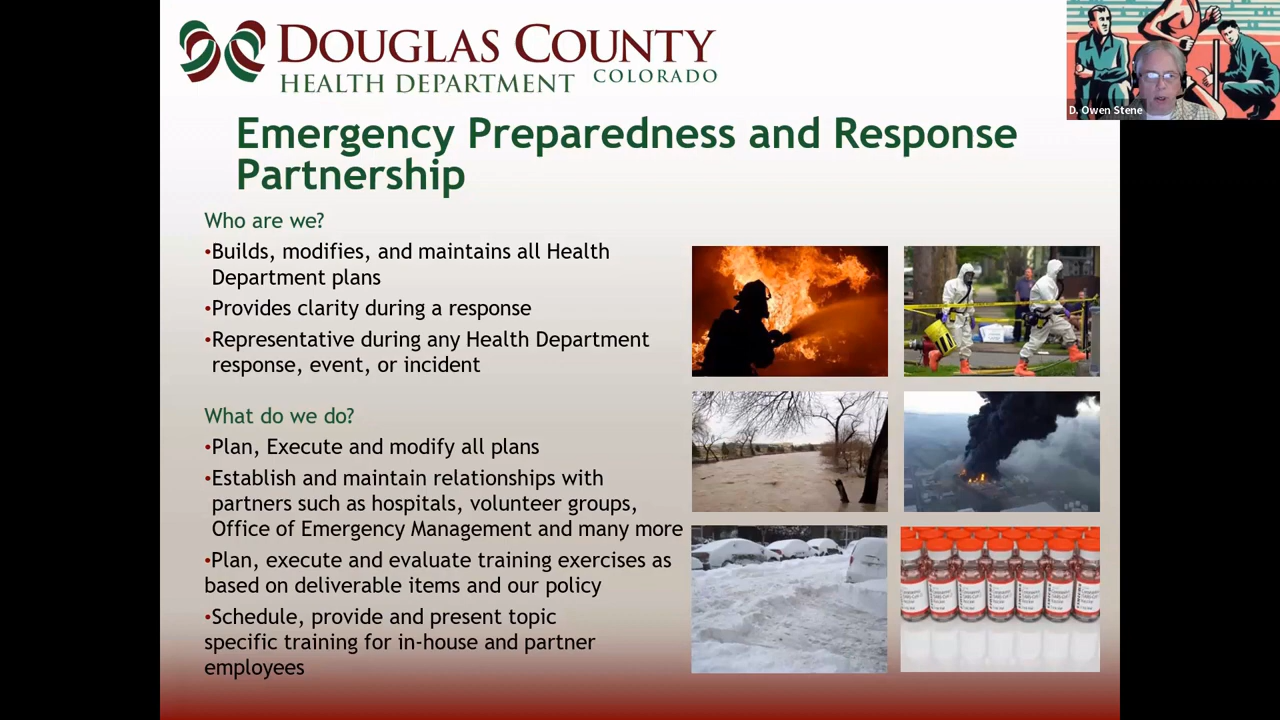 DOUGLAS COUNTY
HEALTH DEPARTMENT COLORADO
D. Owen Stene
Emergency Preparedness and Response
Partnership
Who are we?
•Builds, modifies, and maintains all Health
Department plans
•Provides clarity during a response
•Representative during any Health Department
response, event, or incident
What do we do?
•Plan, Execute and modify all plans
•Establish and maintain relationships with
partners such as hospitals, volunteer groups,
Office of Emergency Management and many more
•Plan, execute and evaluate training exercises as
based on deliverable items and our policy
•Schedule, provide and present topic
specific training for in-house and partner
employees